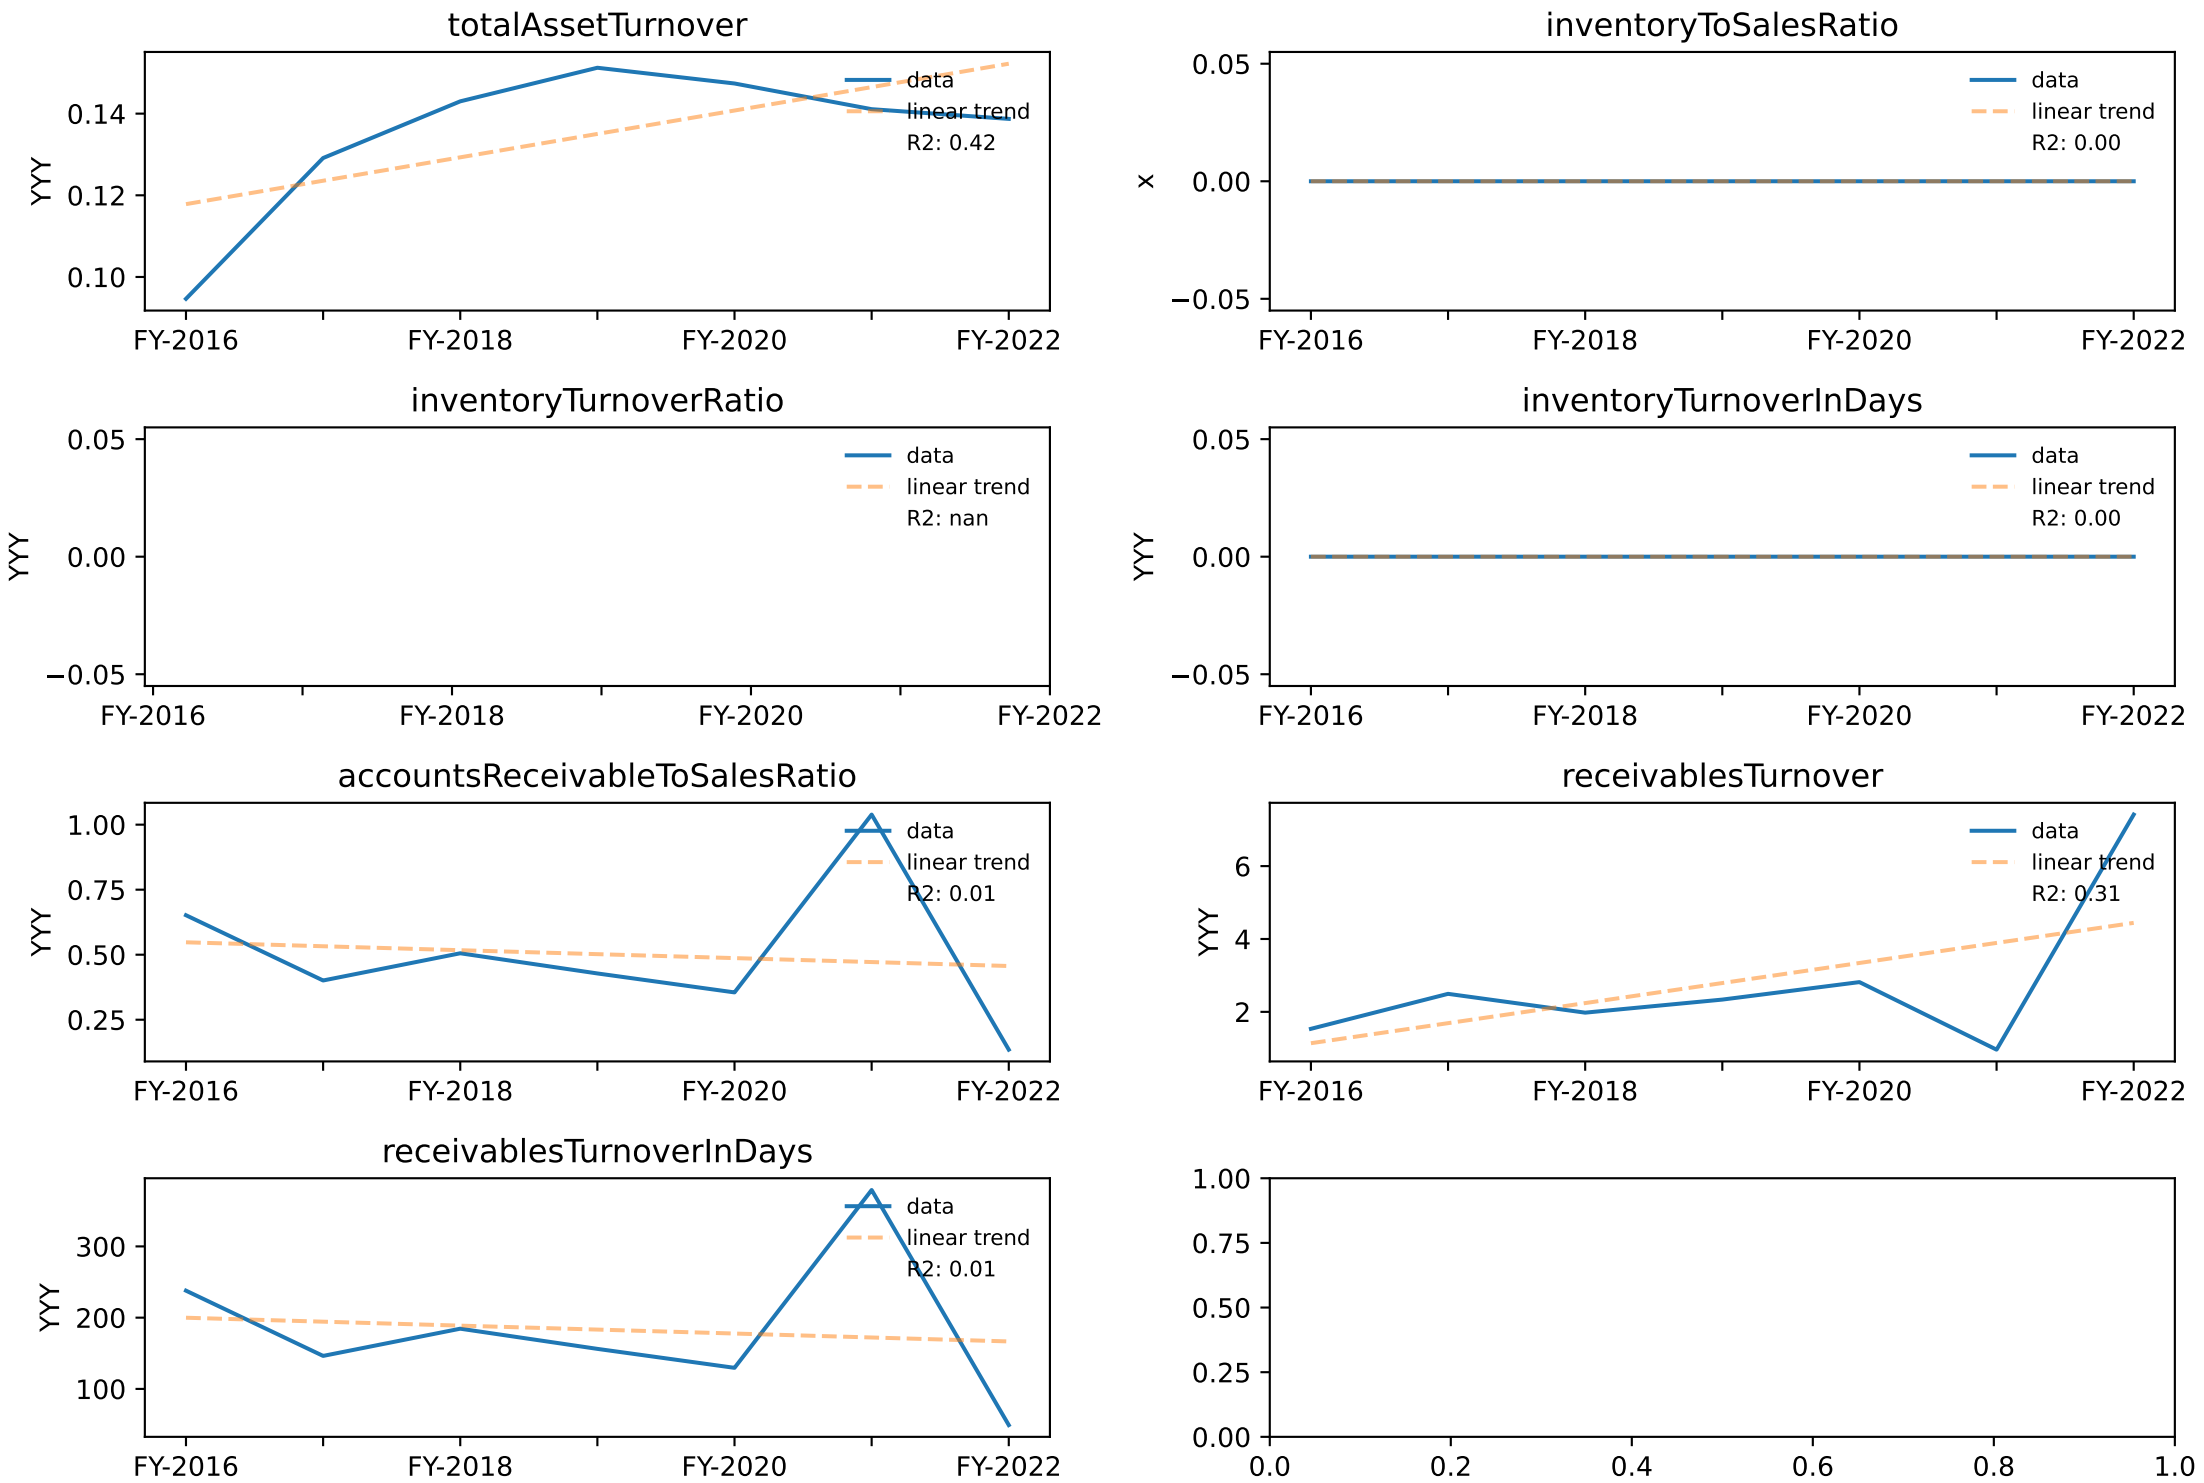 totalAssetTurnover
YYY
0.14
0.12
0.10
data
linear trend
R2: 0.42
FY-2016 FY-2018 FY-2020 FY-2022
inventoryToSalesRatio
x
0.05
0.00
−0.05
data
linear trend
R2: 0.00
FY-2016 FY-2018 FY-2020 FY-2022
inventoryTurnoverRatio
YYY
0.05
0.00
−0.05
data
linear trend
R2: nan
FY-2016 FY-2018 FY-2020 FY-2022
inventoryTurnoverInDays
YYY
0.05
0.00
−0.05
data
linear trend
R2: 0.00
FY-2016 FY-2018 FY-2020 FY-2022
accountsReceivableToSalesRatio
YYY
1.00
0.75
0.50
0.25
data
linear trend
R2: 0.01
FY-2016 FY-2018 FY-2020 FY-2022
receivablesTurnover
YYY
6
4
2
data
linear trend
R2: 0.31
FY-2016 FY-2018 FY-2020 FY-2022
receivablesTurnoverInDays
YYY
300
200
100
data
linear trend
R2: 0.01
FY-2016 FY-2018 FY-2020 FY-2022
1.00
0.75
0.50
0.25
0.00
0.0 0.2 0.4 0.6 0.8 1.0